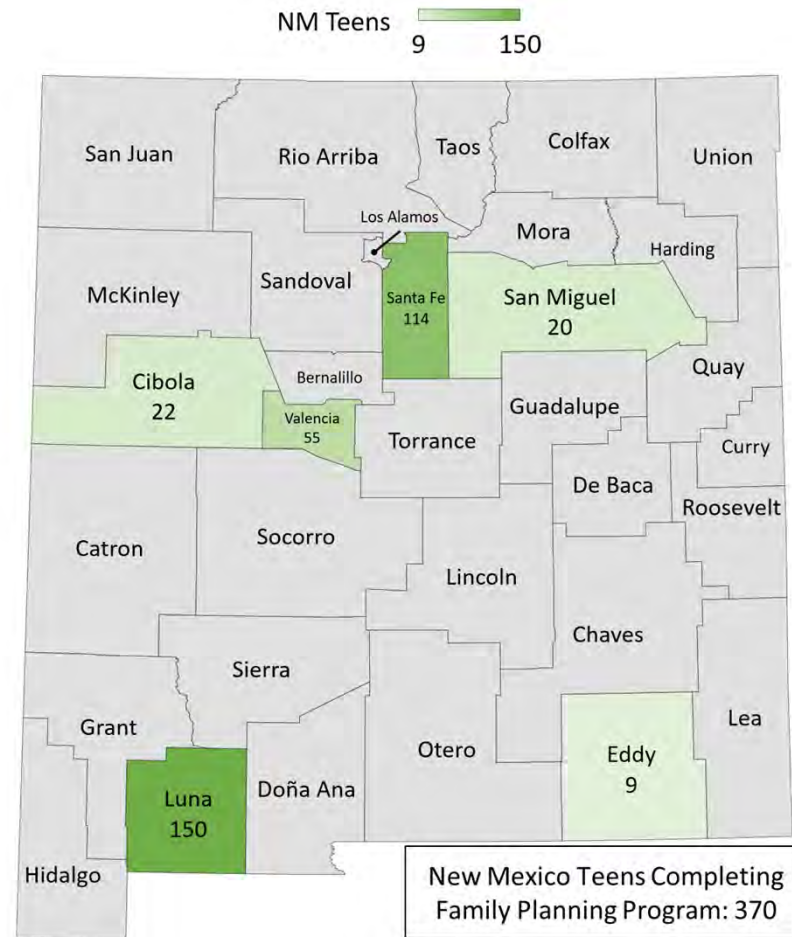 NM Teens
9 150
San Juan
Rio Arriba
Taos
Colfax
Union
Los Alamos
Mora
Harding
McKinley
Sandoval
Santa Fe
114
San Miguel
20
Quay
Cibola
22
Bernalillo
Valencia
55
Torrance
Guadalupe
Curry
De Baca
Roosevelt
Catron
Socorro
Lincoln
Chaves
Sierra
Grant
Luna
150
Doña Ana
Otero
Eddy
9
Lea
Hidalgo
New Mexico Teens Completing
Family Planning Program: 370